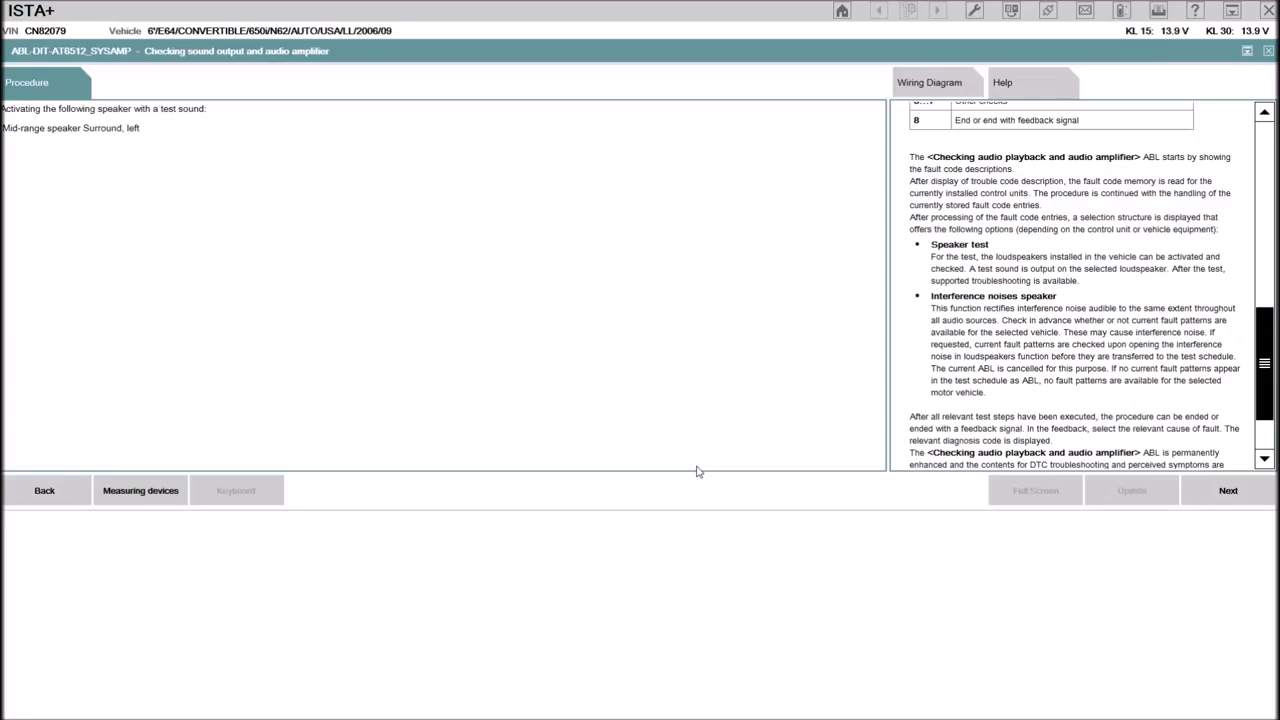 ISTA+
VIN CN82079 Vehicle 6'/E64/CONVERTIBLE/650i/N62/AUTO/USA/LL/2006/09 KL 15: 13.9 V KL 30: 13.9 V
ABL-DIT-AT6512_SYSAMP - Checking sound output and audio amplifier
Procedure
Activating the following speaker with a test sound:
Mid-range speaker Surround, left
Wiring Diagram Help
8 End or end with feedback signal
The <Checking audio playback and audio amplifier> ABL starts by showing
the fault code descriptions.
After display of trouble code description, the fault code memory is read for the
currently installed control units. The procedure is continued with the handling of the
currently stored fault code entries.
After processing of the fault code entries, a selection structure is displayed that
offers the following options (depending on the control unit or vehicle equipment):
• Speaker test
For the test, the loudspeakers installed in the vehicle can be activated and
checked. A test sound is output on the selected loudspeaker. After the test,
supported troubleshooting is available.
• Interference noises speaker
This function rectifies interference noise audible to the same extent throughout
all audio sources. Check in advance whether or not current fault patterns are
available for the selected vehicle. These may cause interference noise. If
requested, current fault patterns are checked upon opening the interference
noise in loudspeakers function before they are transferred to the test schedule.
The current ABL is cancelled for this purpose. If no current fault patterns appear
in the test schedule as ABL, no fault patterns are available for the selected
motor vehicle.
After all relevant test steps have been executed, the procedure can be ended or
ended with a feedback signal. In the feedback, select the relevant cause of fault. The
relevant diagnosis code is displayed.
The <Checking audio playback and audio amplifier> ABL is permanently
enhanced and the contents for DTC troubleshooting and perceived symptoms are
Back Measuring devices Keyboard Full Screen Update Next